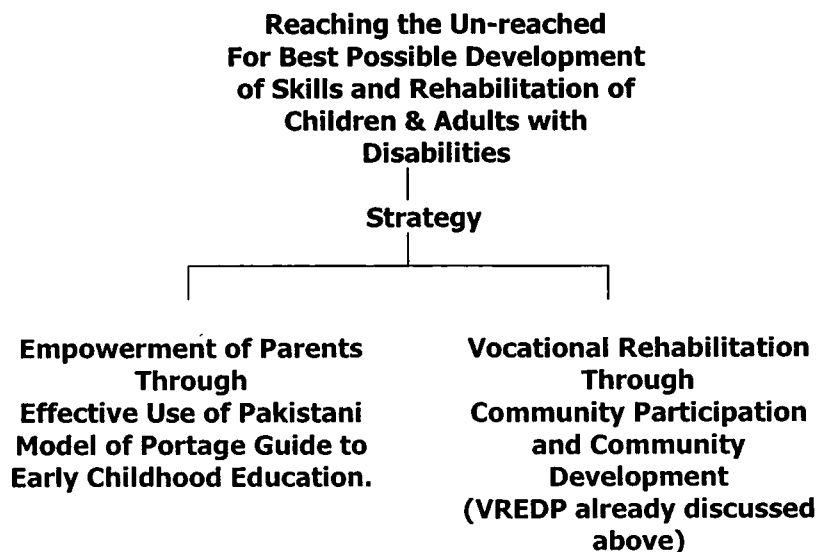 Reaching the Un-reached
For Best Possible Development
of Skills and Rehabilitation of
Children & Adults with
Disabilities
Strategy
Empowerment of Parents
Through
Effective Use of Pakistani
Model of Portage Guide to
Early Childhood Education.
Vocational Rehabilitation
Through
Community Participation
and Community
Development
(VREDP already discussed
above)